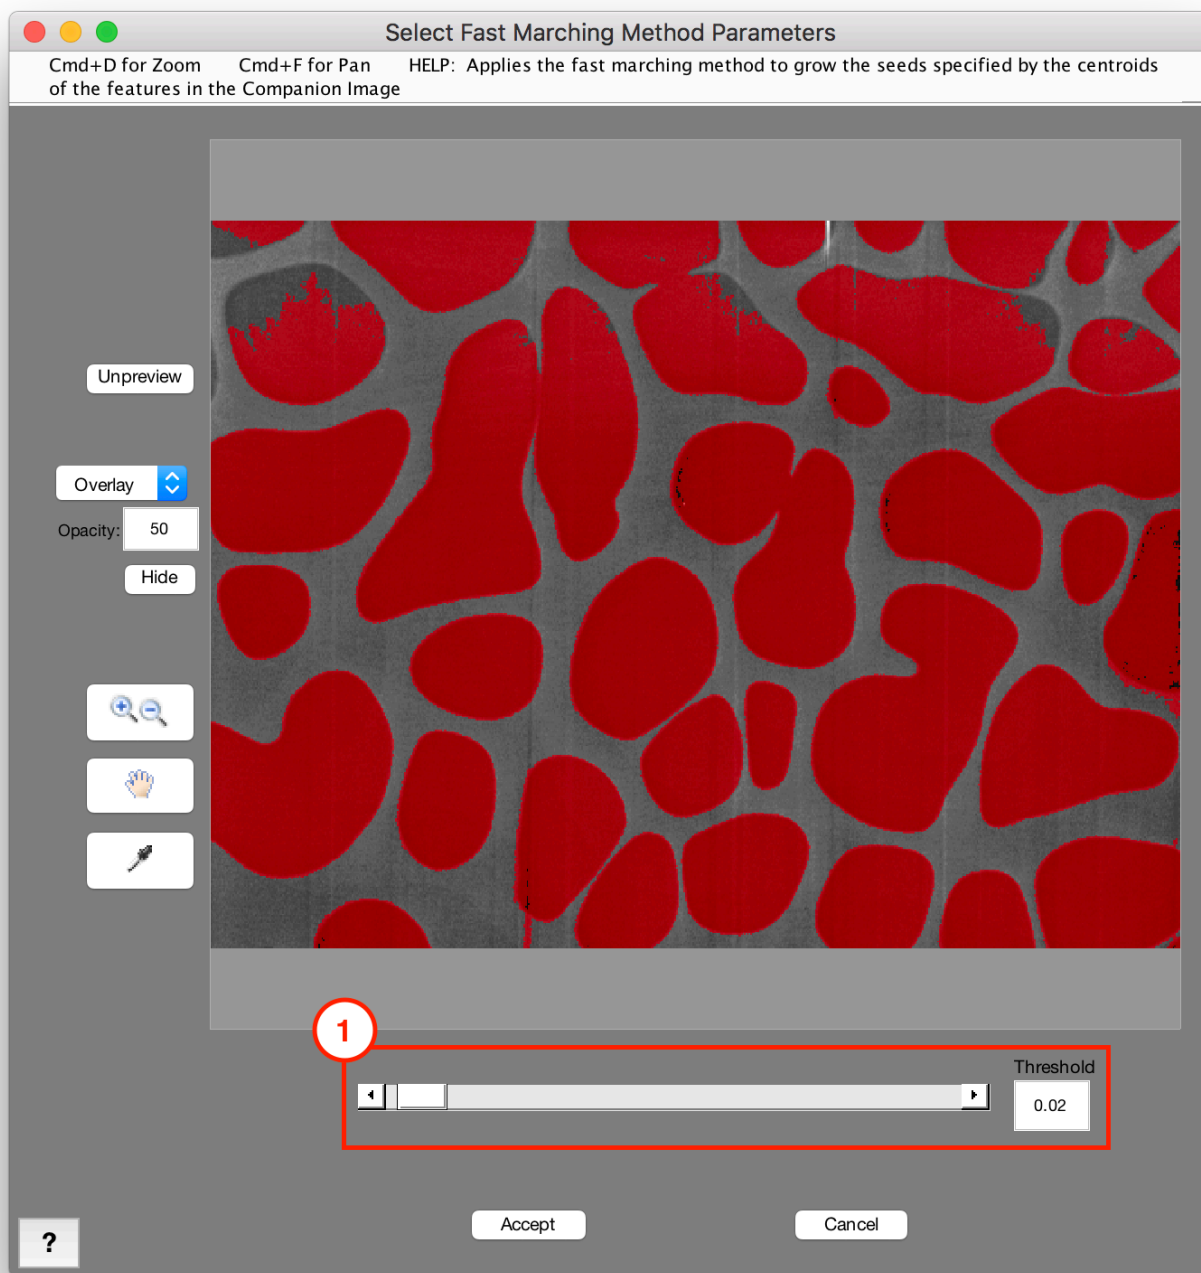 Select Fast Marching Method Parameters
Cmd+D for Zoom Cmd+F for Pan HELP: Applies the fast marching method to grow the seeds specified by the centroids
of the features in the Companion Image
Unpreview
Overlay
Opacity: 50
Hide
1
Threshold
0.02
Accept Cancel
?